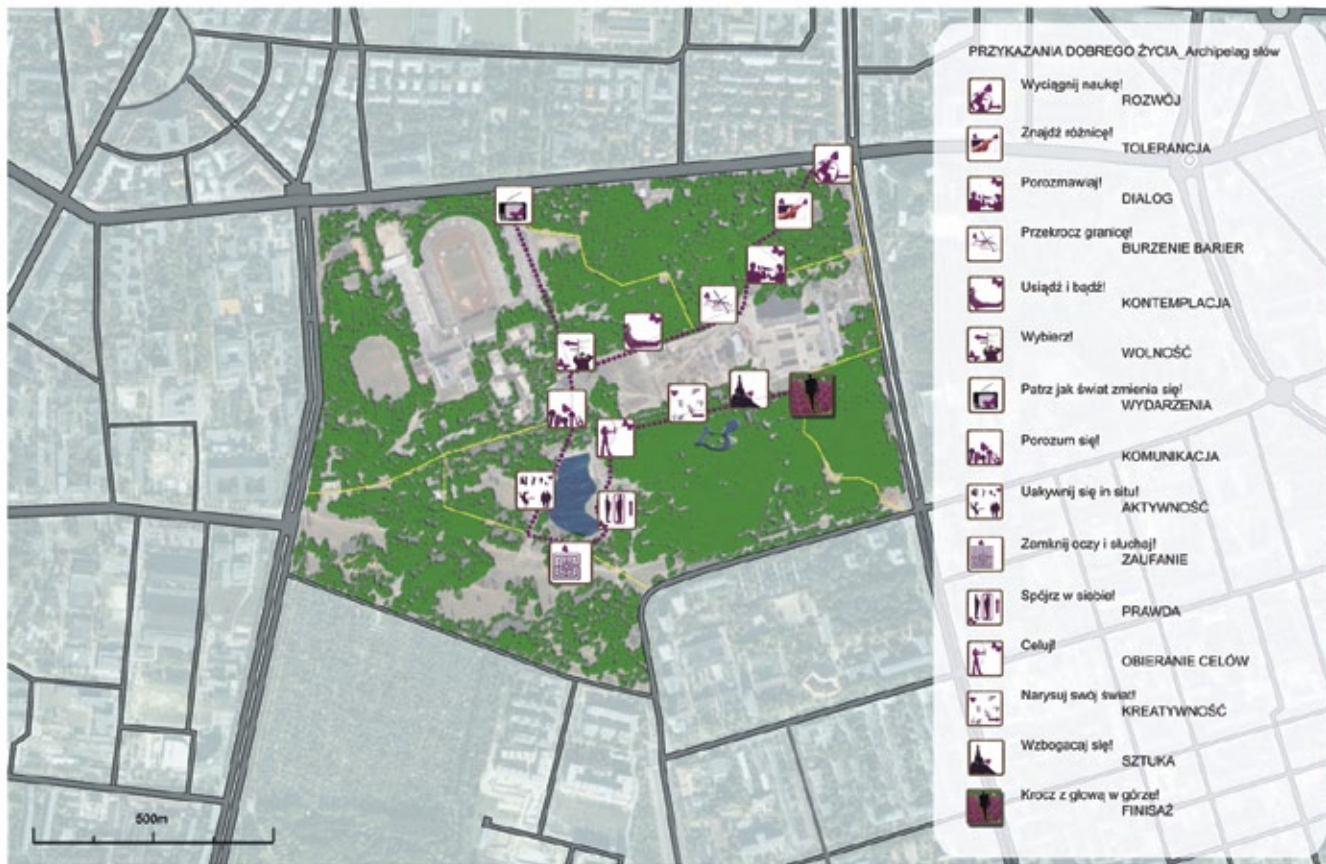 PRZYKAZANIA DOBREGO ŻYCIA_Archipelag słów
Wyciągnij naukę!
ROZWÓJ
Znajdź różnicę!
TOLERANCJA
Porozmawiaj!
DIALOG
Przekrocz granicę!
BURZENIE BARIER
Usiądź i bądź!
KONTEMPLACJA
Wybierz!
WOLNOŚĆ
Patrz jak świat zmienia się!
WYDARZENIA
Porozum się!
KOMUNIKACJA
Uakywnij się in situ!
AKTYWNOŚĆ
Zamknij oczy i słuchaj!
ZAUFANIE
Spójrz w siebie!
PRAWDA
Celuj!
OBIERANIE CELÓW
Narysuj swój świat!
KREATYWNOŚĆ
Wzbogacaj się!
SZTUKA
Krocz z głową w górze!
FINISAŻ
500m